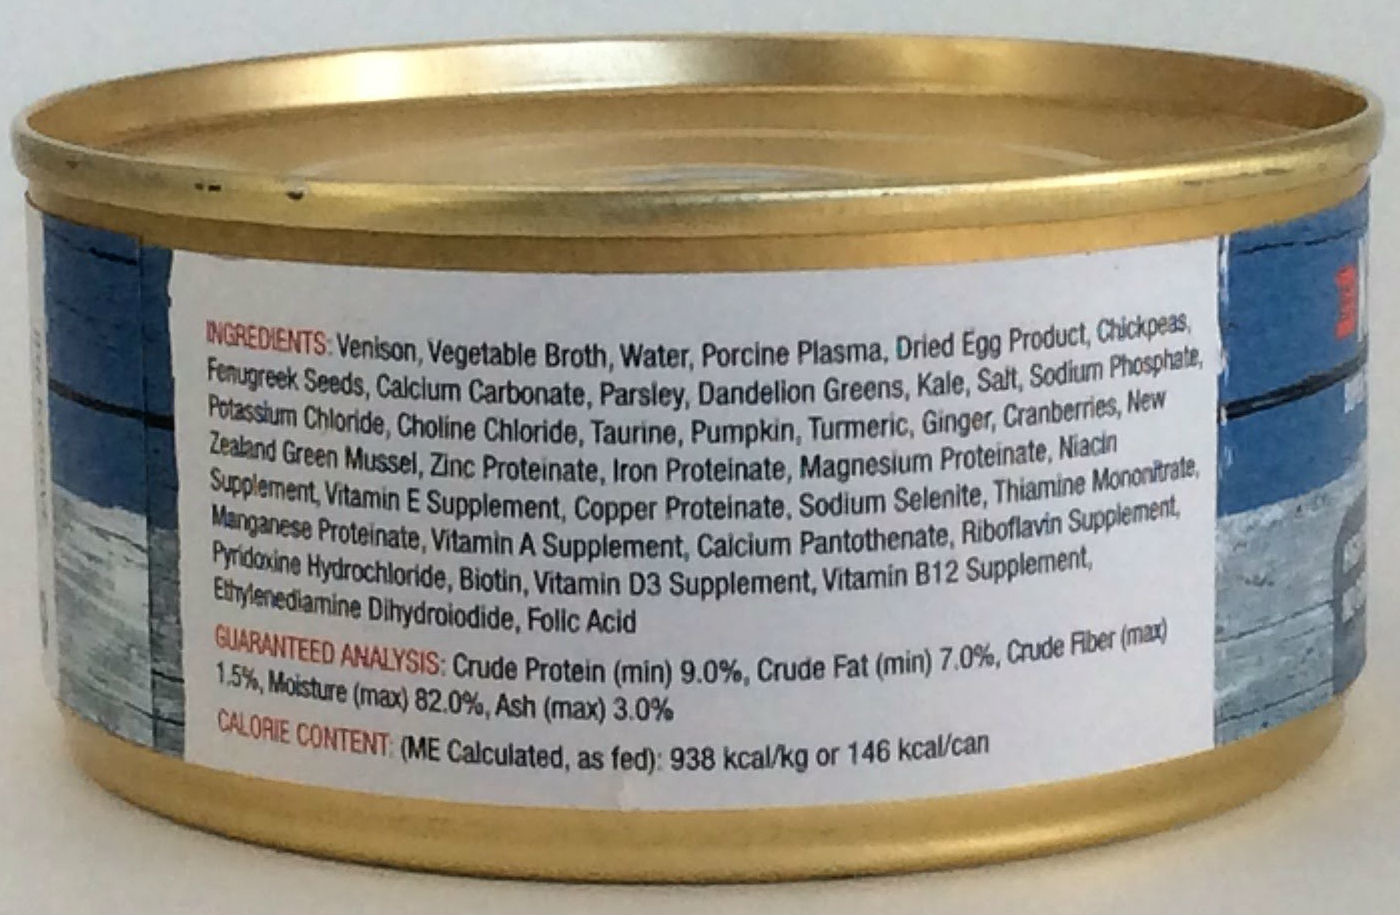 INGREDIENTS: Venison, Vegetable Broth, Water, Porcine Plasma, Dried Egg Product, Chickpeas,
Fenugreek Seeds, Calcium Carbonate, Parsley, Dandelion Greens, Kale, Salt, Sodium Phosphate,
Potassium Chloride, Choline Chloride, Taurine, Pumpkin, Turmeric, Ginger, Cranberries, New
Zealand Green Mussel, Zinc Proteinate, Iron Proteinate, Magnesium Proteinate, Niacin
Supplement, Vitamin E Supplement, Copper Proteinate, Sodium Selenite, Thiamine Mononitrate,
Manganese Proteinate, Vitamin A Supplement, Calcium Pantothenate, Riboflavin Supplement,
Pyridoxine Hydrochloride, Biotin, Vitamin D3 Supplement, Vitamin B12 Supplement,
Ethylenediamine Dihydroiodide, Folic Acid
GUARANTEED ANALYSIS: Crude Protein (min) 9.0%, Crude Fat (min) 7.0%, Crude Fiber (max)
1.5%, Moisture (max) 82.0%, Ash (max) 3.0%
CALORIE CONTENT: (ME Calculated, as fed): 938 kcal/kg or 146 kcal/can